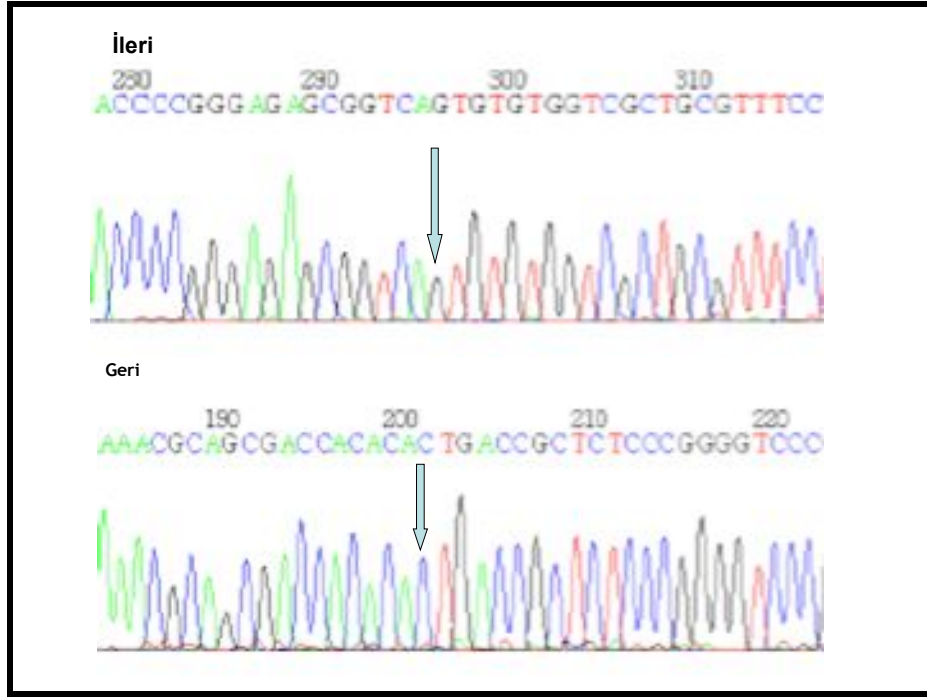 İleri
280 290 300 310
ACCCCGGGAGAGCGGTCAGTGTGTGGTCGCTGCGTTTCC
Geri
190 200 210 220
AAACGCAGCGACCACACACTGACCGCTCTCCCGGGGTCCC